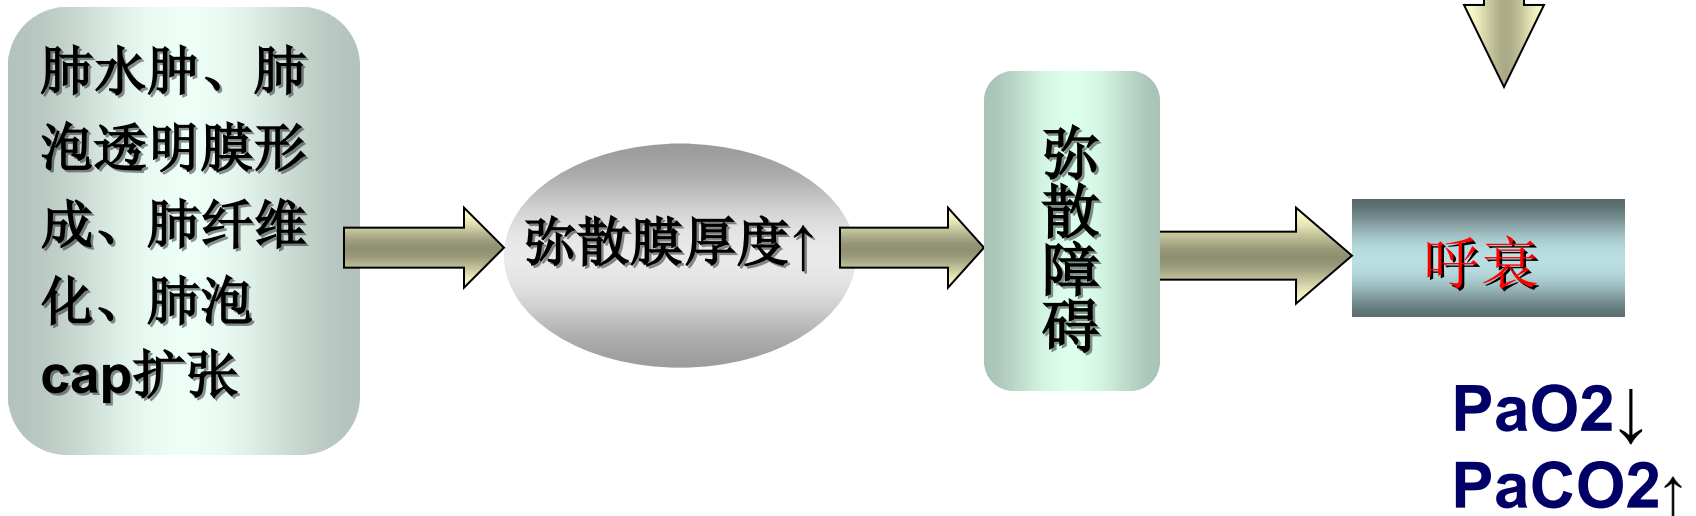 肺水肿、肺
泡透明膜形
成、肺纤维
化、肺泡
cap扩张
弥散膜厚度↑
弥散障碍
呼衰
PaO2↓
PaCO2↑